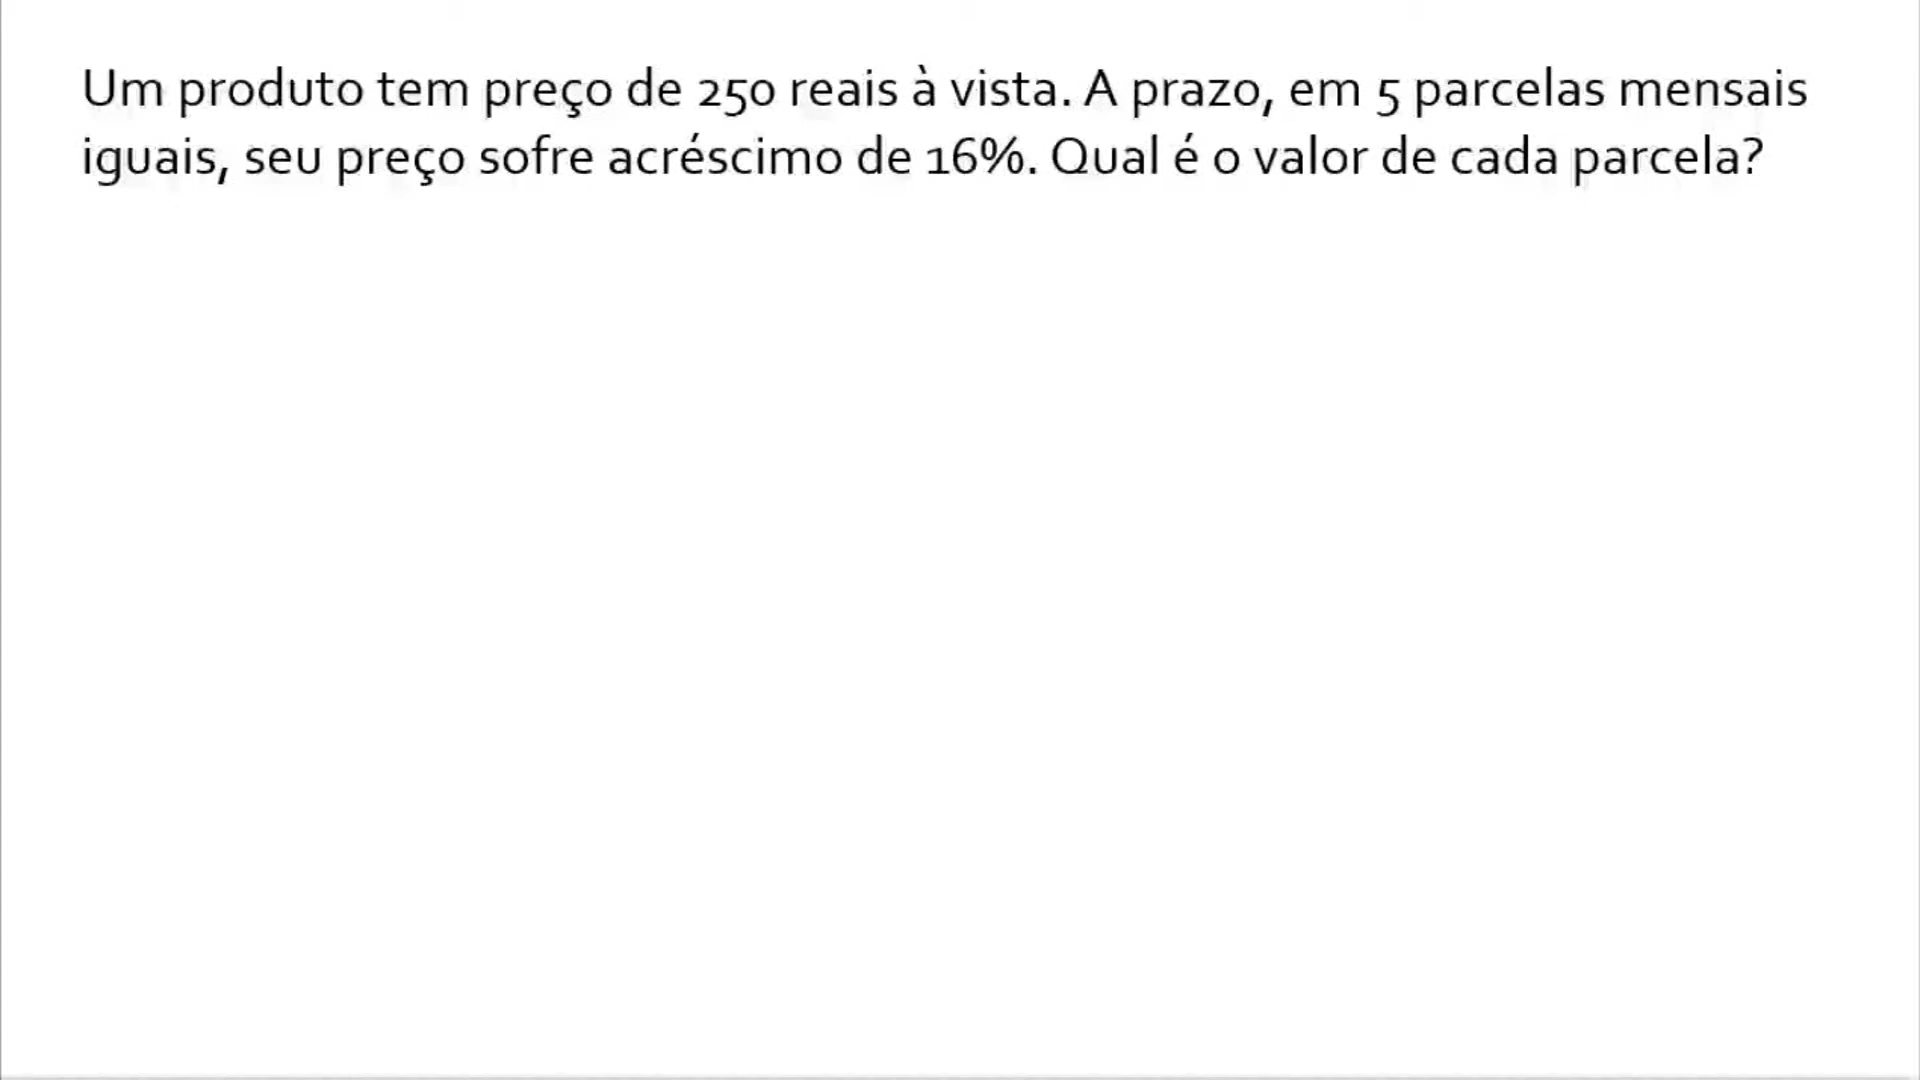 Um produto tem preço de 250 reais à vista. A prazo, em 5 parcelas mensais
iguais, seu preço sofre acréscimo de 16%. Qual é o valor de cada parcela?